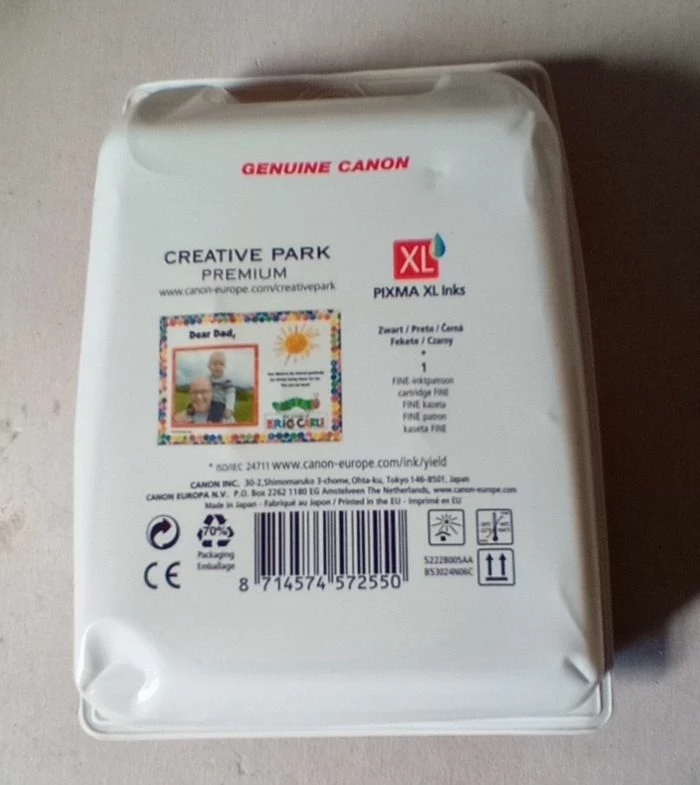 GENUINE CANON
CREATIVE PARK
PREMIUM
www.canon-europe.com/creativepark
XL
PIXMA XL Inks
Dear Dad,
ERIC CARLE
Zwart / Preto / Černá
Fekete / Czarny
*
1
FINE-inktpatroon
cartridge FINE
FINE kazeta
FINE patron
kaseta FINE
* ISO/IEC 24711 www.canon-europe.com/ink/yield
CANON INC. 30-2, Shimomaruko 3-chome, Ohta-ku, Tokyo 146-8501, Japan
CANON EUROPA N.V. P.O. Box 2262 1180 EG Amstelveen The Netherlands, www.canon-europe.com
Made in Japan - Fabriqué au Japon / Printed in the EU - Imprimé en EU
70%
Packaging
Emballage
CE
8 714574 572550
5222B005AA
BS3024N06C